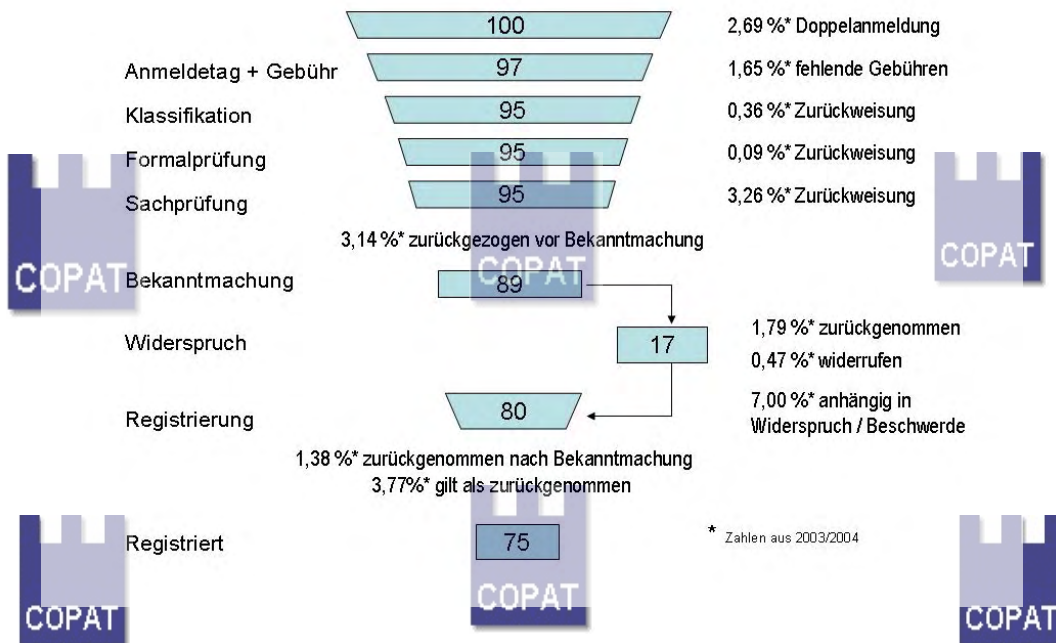 100 2,69 %* Doppelanmeldung
Anmeldetag + Gebühr 97 1,65 %* fehlende Gebühren
Klassifikation 95 0,36 %* Zurückweisung
Formalprüfung 95 0,09 %* Zurückweisung
Sachprüfung 95 3,26 %* Zurückweisung
3,14 %* zurückgezogen vor Bekanntmachung
COPAT
COPAT
COPAT
Bekanntmachung 89
Widerspruch 17 1,79 %* zurückgenommen
0,47 %* widerrufen
Registrierung 80 7,00 %* anhängig in
Widerspruch / Beschwerde
1,38 %* zurückgenommen nach Bekanntmachung
3,77%* gilt als zurückgenommen
Registriert 75 * Zahlen aus 2003/2004
COPAT
COPAT
COPAT